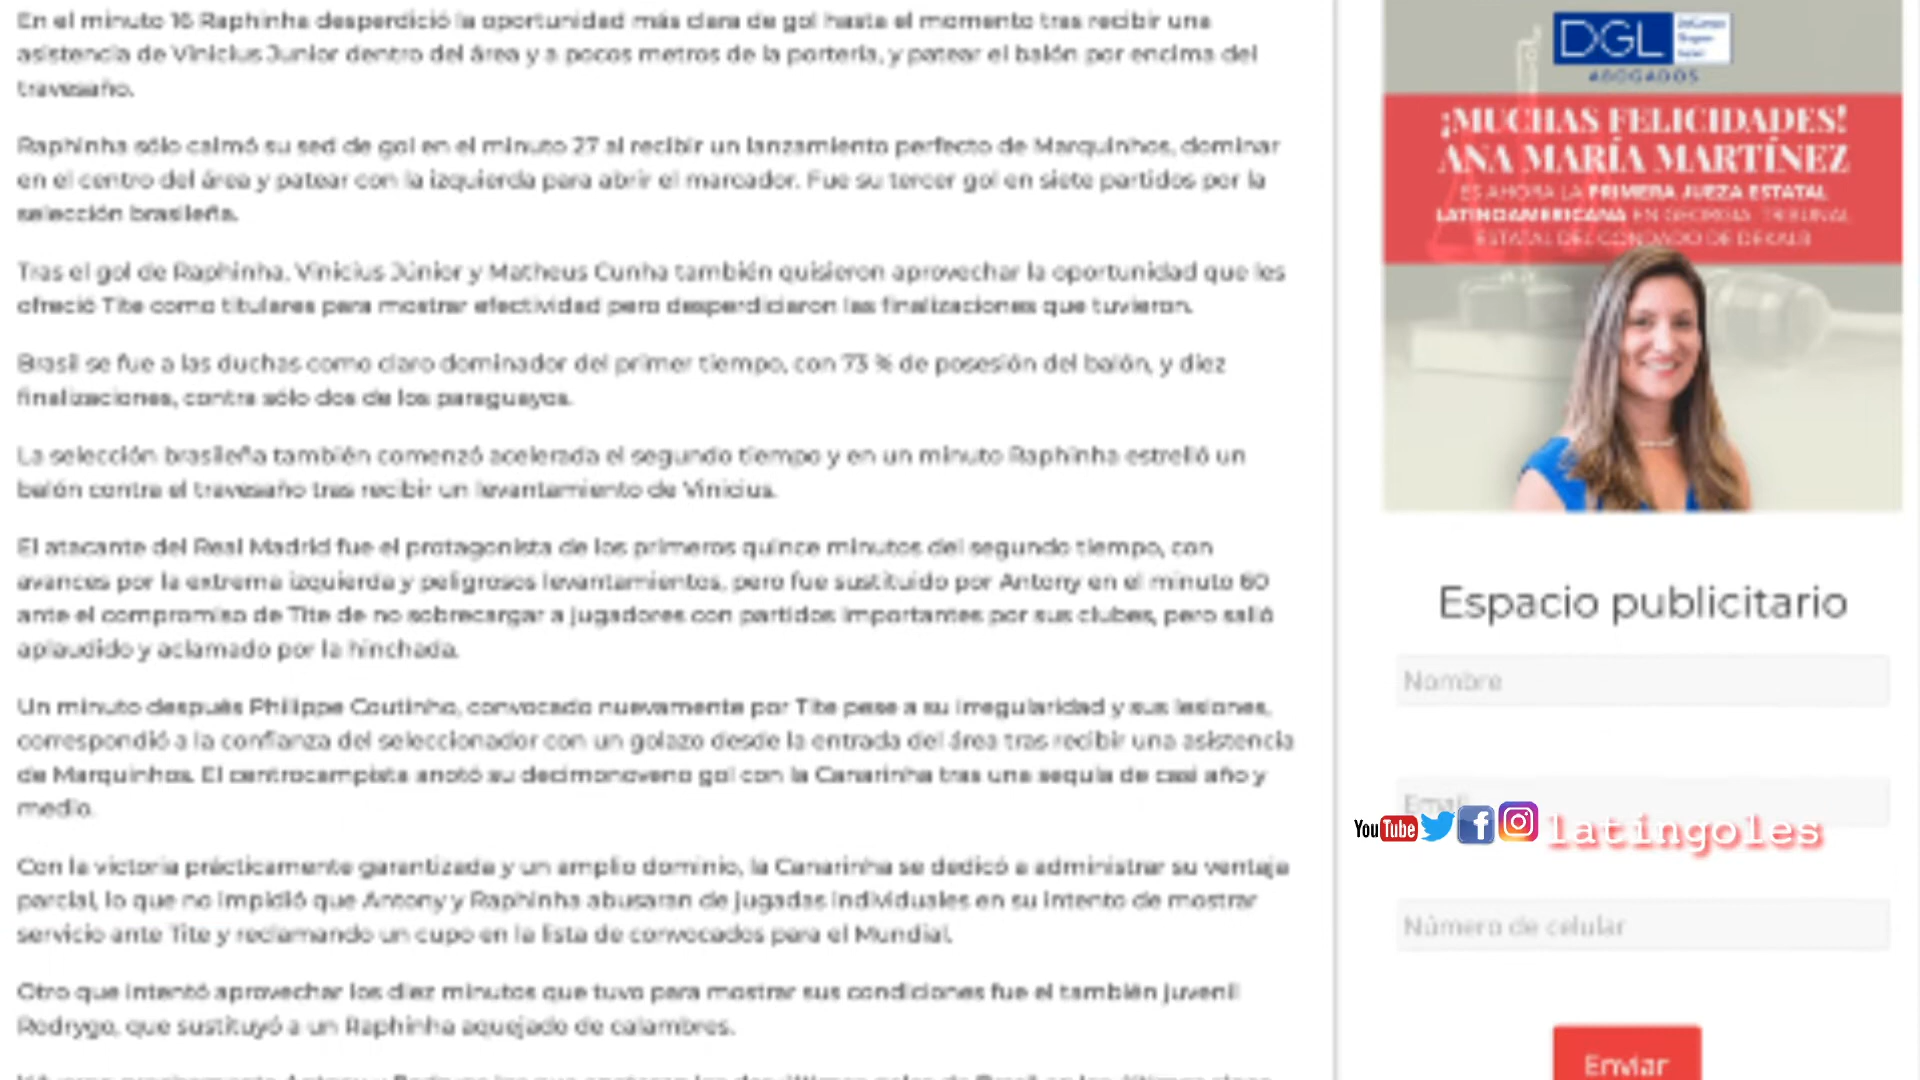 En el minuto 16 Raphinha desperdició la oportunidad más clara de gol hasta el momento tras recibir una
asistencia de Vinicius Junior dentro del área y a pocos metros de la portería, y patear el balón por encima del
travesaño.
Raphinha sólo calmó su sed de gol en el minuto 27 al recibir un lanzamiento perfecto de Marquinhos, dominar
en el centro del área y patear con la izquierda para abrir el marcador. Fue su tercer gol en siete partidos por la
selección brasileña.
Tras el gol de Raphinha, Vinicius Júnior y Matheus Cunha también quisieron aprovechar la oportunidad que les
ofreció Tite como titulares para mostrar efectividad pero desperdiciaron las finalizaciones que tuvieron.
Brasil se fue a las duchas como claro dominador del primer tiempo, con 73 % de posesión del balón, y diez
finalizaciones, contra sólo dos de los paraguayos.
La selección brasileña también comenzó acelerada el segundo tiempo y en un minuto Raphinha estrelló un
balón contra el travesaño tras recibir un levantamiento de Vinicius.
El atacante del Real Madrid fue el protagonista de los primeros quince minutos del segundo tiempo, con
avances por la extrema izquierda y peligrosos levantamientos, pero fue sustituido por Antony en el minuto 60
ante el compromiso de Tite de no sobrecargar a jugadores con partidos importantes por sus clubes, pero salió
aplaudido y aclamado por la hinchada.
Un minuto después Philippe Coutinho, convocado nuevamente por Tite pese a su irregularidad y sus lesiones,
correspondió a la confianza del seleccionador con un golazo desde la entrada del área tras recibir una asistencia
de Marquinhos. El centrocampista anotó su decimonoveno gol con la Canarinha tras una sequía de casi año y
medio.
Con la victoria prácticamente garantizada y un amplio dominio, la Canarinha se dedicó a administrar su ventaja
parcial, lo que no impidió que Antony y Raphinha abusaran de jugadas individuales en su intento de mostrar
servicio ante Tite y reclamando un cupo en la lista de convocados para el Mundial.
Otro que intentó aprovechar los diez minutos que tuvo para mostrar sus condiciones fue el también juvenil
Rodrygo, que sustituyó a un Raphinha aquejado de calambres.
DGL
ABOGADOS
¡MUCHAS FELICIDADES!
ANA MARÍA MARTÍNEZ
ES AHORA LA PRIMERA JUEZA ESTATAL
LATINOAMERICANA EN GEORGIA, TRIBUNAL
ESTATAL DEL CONDADO DE DEKALB
Espacio publicitario
Nombre
Email
YouTube f latingoles
Número de celular
Enviar